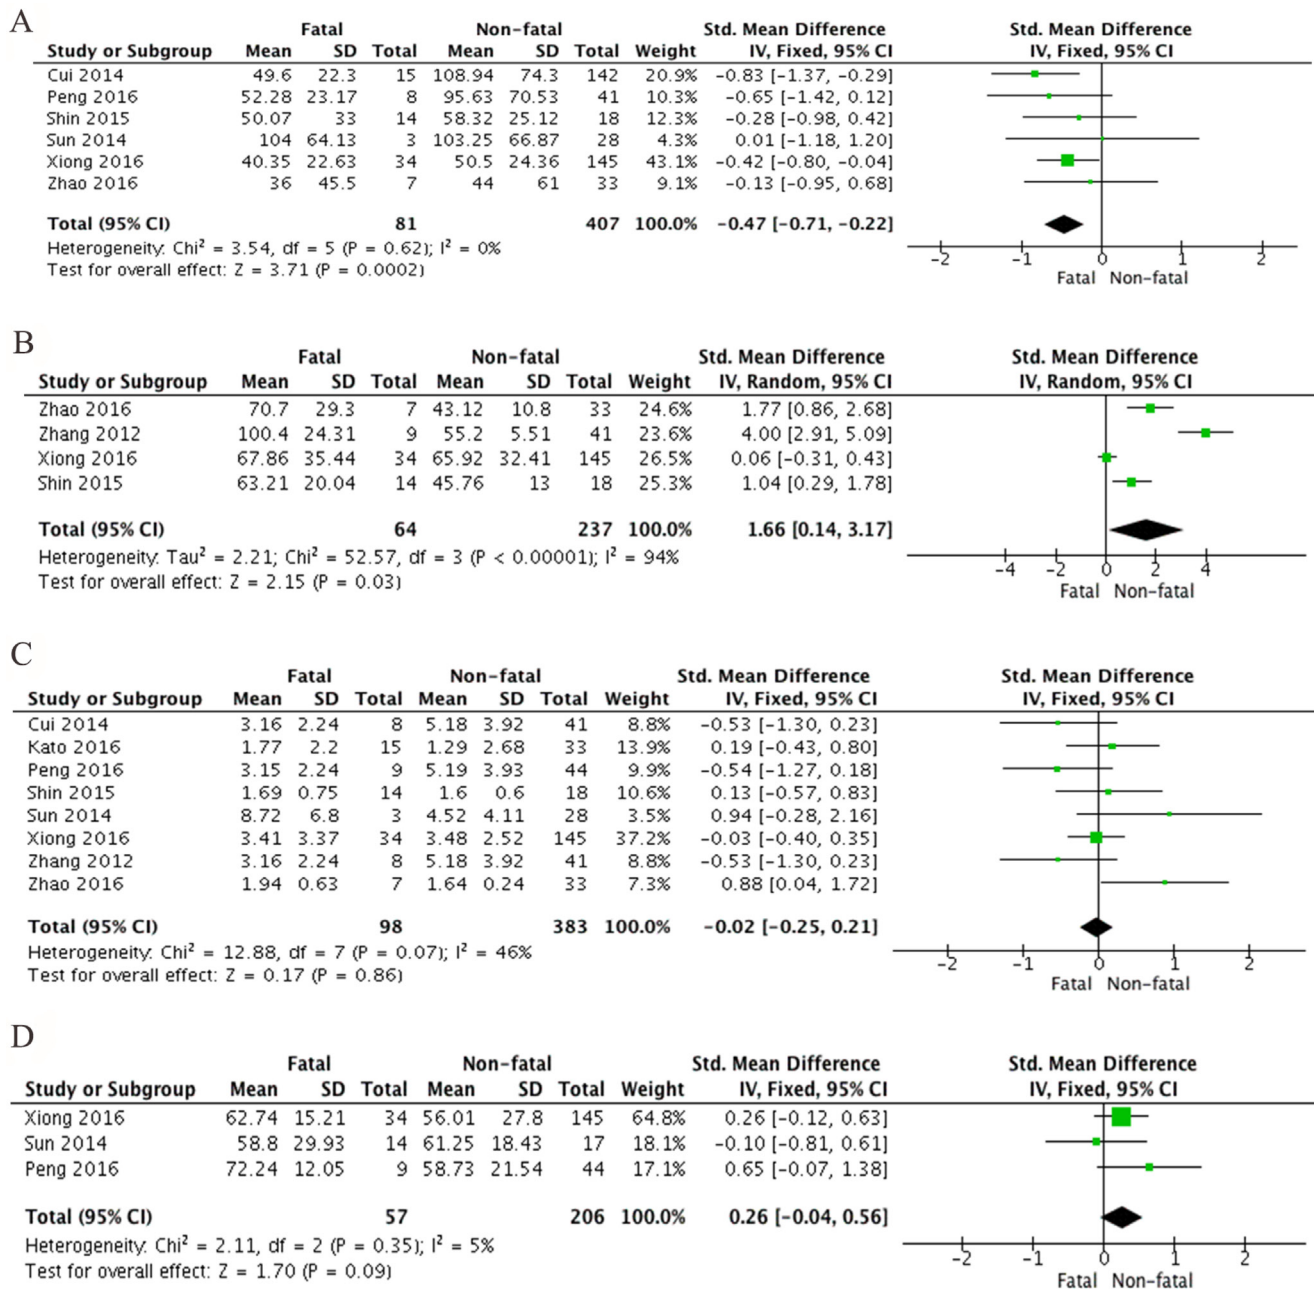 A
Fatal Non-fatal Std. Mean Difference Std. Mean Difference
Study or Subgroup Mean SD Total Mean SD Total Weight IV, Fixed, 95% CI IV, Fixed, 95% CI
Cui 2014 49.6 22.3 15 108.94 74.3 142 20.9% -0.83 [-1.37, -0.29]
Peng 2016 52.28 23.17 8 95.63 70.53 41 10.3% -0.65 [-1.42, 0.12]
Shin 2015 50.07 33 14 58.32 25.12 18 12.3% -0.28 [-0.98, 0.42]
Sun 2014 104 64.13 3 103.25 66.87 28 4.3% 0.01 [-1.18, 1.20]
Xiong 2016 40.35 22.63 34 50.5 24.36 145 43.1% -0.42 [-0.80, -0.04]
Zhao 2016 36 45.5 7 44 61 33 9.1% -0.13 [-0.95, 0.68]
Total (95% CI) 81 407 100.0% -0.47 [-0.71, -0.22]
Heterogeneity: Chi² = 3.54, df = 5 (P = 0.62); I² = 0%
Test for overall effect: Z = 3.71 (P = 0.0002)
-2 -1 0 1 2
Fatal Non-fatal
B
Fatal Non-fatal Std. Mean Difference Std. Mean Difference
Study or Subgroup Mean SD Total Mean SD Total Weight IV, Random, 95% CI IV, Random, 95% CI
Zhao 2016 70.7 29.3 7 43.12 10.8 33 24.6% 1.77 [0.86, 2.68]
Zhang 2012 100.4 24.31 9 55.2 5.51 41 23.6% 4.00 [2.91, 5.09]
Xiong 2016 67.86 35.44 34 65.92 32.41 145 26.5% 0.06 [-0.31, 0.43]
Shin 2015 63.21 20.04 14 45.76 13 18 25.3% 1.04 [0.29, 1.78]
Total (95% CI) 64 237 100.0% 1.66 [0.14, 3.17]
Heterogeneity: Tau² = 2.21; Chi² = 52.57, df = 3 (P < 0.00001); I² = 94%
Test for overall effect: Z = 2.15 (P = 0.03)
-4 -2 0 2 4
Fatal Non-fatal
C
Fatal Non-fatal Std. Mean Difference Std. Mean Difference
Study or Subgroup Mean SD Total Mean SD Total Weight IV, Fixed, 95% CI IV, Fixed, 95% CI
Cui 2014 3.16 2.24 8 5.18 3.92 41 8.8% -0.53 [-1.30, 0.23]
Kato 2016 1.77 2.2 15 1.29 2.68 33 13.9% 0.19 [-0.43, 0.80]
Peng 2016 3.15 2.24 9 5.19 3.93 44 9.9% -0.54 [-1.27, 0.18]
Shin 2015 1.69 0.75 14 1.6 0.6 18 10.6% 0.13 [-0.57, 0.83]
Sun 2014 8.72 6.8 3 4.52 4.11 28 3.5% 0.94 [-0.28, 2.16]
Xiong 2016 3.41 3.37 34 3.48 2.52 145 37.2% -0.03 [-0.40, 0.35]
Zhang 2012 3.16 2.24 8 5.18 3.92 41 8.8% -0.53 [-1.30, 0.23]
Zhao 2016 1.94 0.63 7 1.64 0.24 33 7.3% 0.88 [0.04, 1.72]
Total (95% CI) 98 383 100.0% -0.02 [-0.25, 0.21]
Heterogeneity: Chi² = 12.88, df = 7 (P = 0.07); I² = 46%
Test for overall effect: Z = 0.17 (P = 0.86)
-2 -1 0 1 2
Fatal Non-fatal
D
Fatal Non-fatal Std. Mean Difference Std. Mean Difference
Study or Subgroup Mean SD Total Mean SD Total Weight IV, Fixed, 95% CI IV, Fixed, 95% CI
Xiong 2016 62.74 15.21 34 56.01 27.8 145 64.8% 0.26 [-0.12, 0.63]
Sun 2014 58.8 29.93 14 61.25 18.43 17 18.1% -0.10 [-0.81, 0.61]
Peng 2016 72.24 12.05 9 58.73 21.54 44 17.1% 0.65 [-0.07, 1.38]
Total (95% CI) 57 206 100.0% 0.26 [-0.04, 0.56]
Heterogeneity: Chi² = 2.11, df = 2 (P = 0.35); I² = 5%
Test for overall effect: Z = 1.70 (P = 0.09)
-2 -1 0 1 2
Fatal Non-fatal